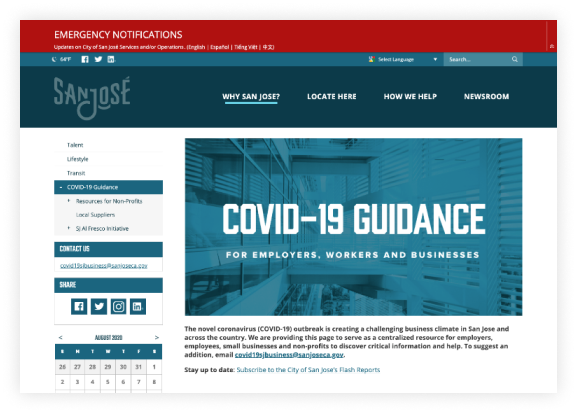 EMERGENCY NOTIFICATIONS
Updates on City of San José Services and/or Operations. (English | Español | Tiếng Việt | 中文)
64°F
Select Language
Search...
SAN JOSÉ
WHY SAN JOSE?
LOCATE HERE
HOW WE HELP
NEWSROOM
Talent
Lifestyle
Transit
- COVID-19 Guidance
Resources for Non-Profits
Local Suppliers
SJ Al Fresco Initiative
CONTACT US
covid19sjbusiness@sanjoseca.gov
SHARE
< AUGUST 2020 >
S M T W T F S
26 27 28 29 30 31 1
2 3 4 5 6 7 8
COVID-19 GUIDANCE
FOR EMPLOYERS, WORKERS AND BUSINESSES
The novel coronavirus (COVID-19) outbreak is creating a challenging business climate in San Jose and
across the country. We are providing this page to serve as a centralized resource for employers,
employees, small businesses and non-profits to discover critical information and help. To suggest an
addition, email covid19sjbusiness@sanjoseca.gov.
Stay up to date: Subscribe to the City of San Jose's Flash Reports